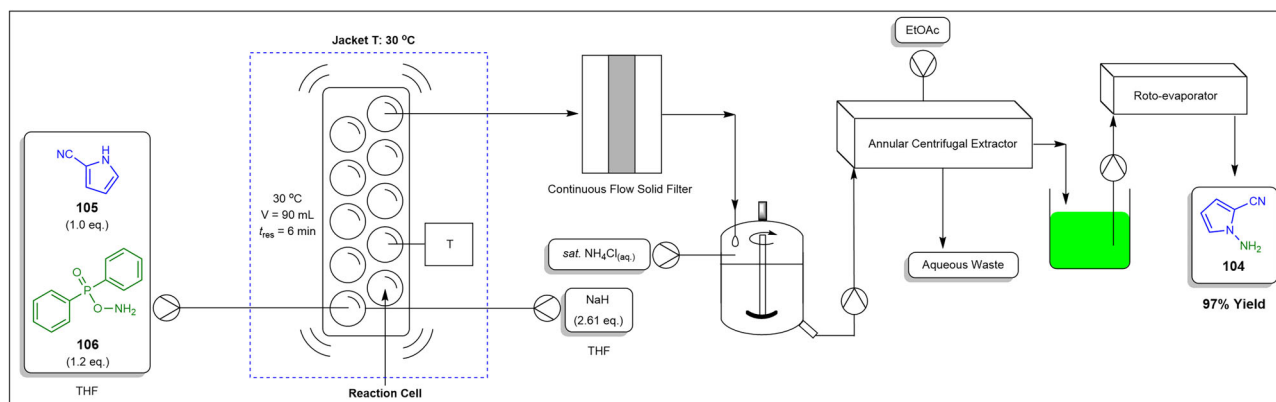 Jacket T: 30 °C
NC
H
N
105
(1.0 eq.)
O
P
O
NH2
106
(1.2 eq.)
THF
30 °C
V = 90 mL
tres = 6 min
T
Reaction Cell
NaH
(2.61 eq.)
THF
Continuous Flow Solid Filter
sat. NH4Cl(aq.)
EtOAc
Annular Centrifugal Extractor
Aqueous Waste
Roto-evaporator
CN
N
NH2
104
97% Yield